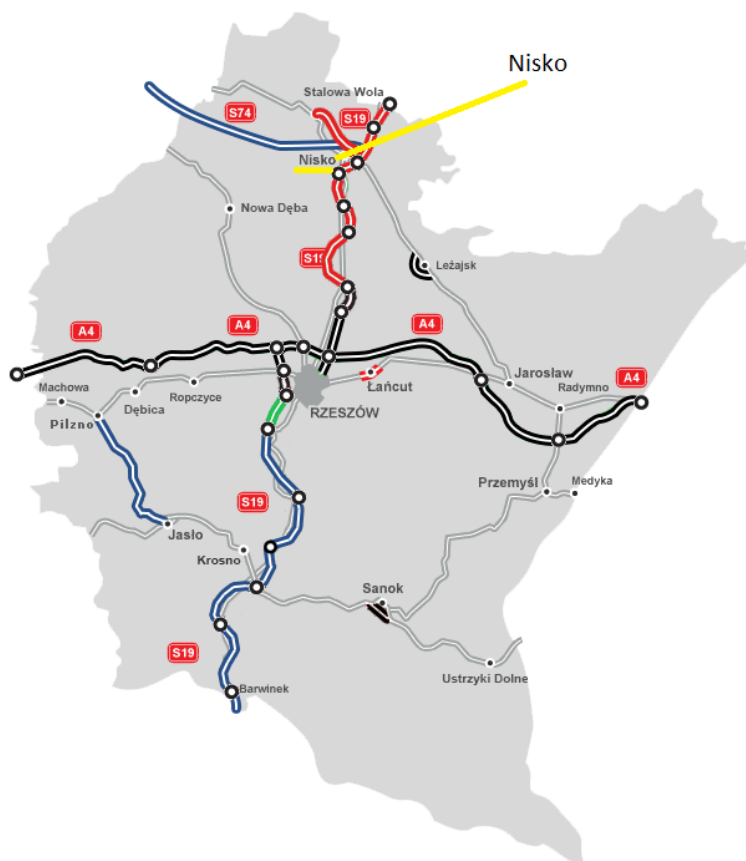 Nisko
Stalowa Wola
S74
S19
Nisko
Nowa Dęba
S19
Leżajsk
A4
A4
A4
Machowa
Dębica
Ropczyce
Łańcut
Jarosław
Radymno
A4
Pilzno
RZESZÓW
Przemyśl
Medyka
S19
Jasło
Krosno
Sanok
S19
Barwinek
Ustrzyki Dolne